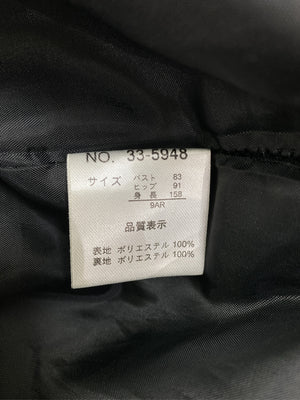 NO. 33-5948
サイズ バスト 83
ヒップ 91
身長 158
9AR
品質表示
表地 ポリエステル 100%
裏地 ポリエステル 100%